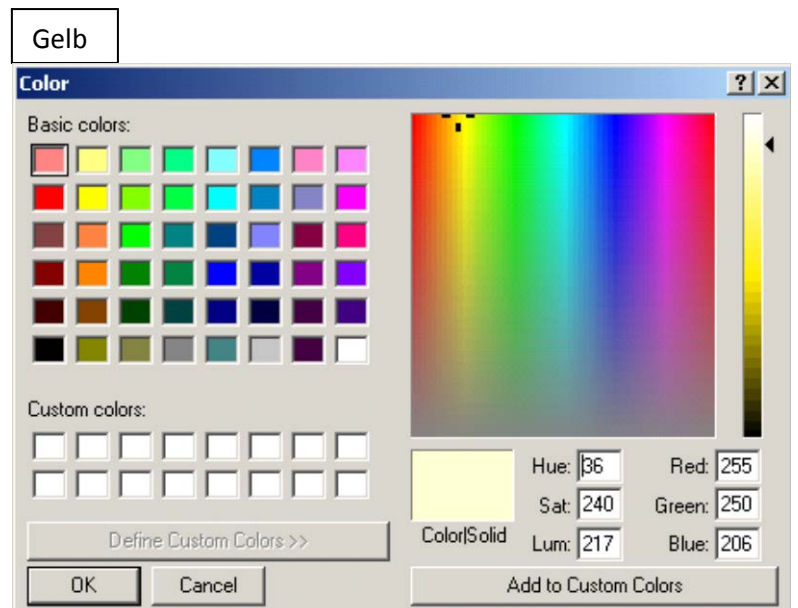 Gelb
Color
Basic colors:
Custom colors:
Define Custom Colors >>
OK Cancel
Color|Solid
Hue: 36 Red: 255
Sat: 240 Green: 250
Lum: 217 Blue: 206
Add to Custom Colors